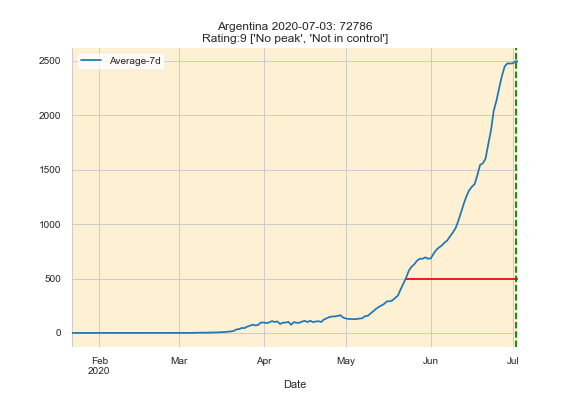 Argentina 2020-07-03: 72786
Rating:9 ['No peak', 'Not in control']
Average-7d
2500
2000
1500
1000
500
0
Feb Mar Apr May Jun Jul
2020
Date